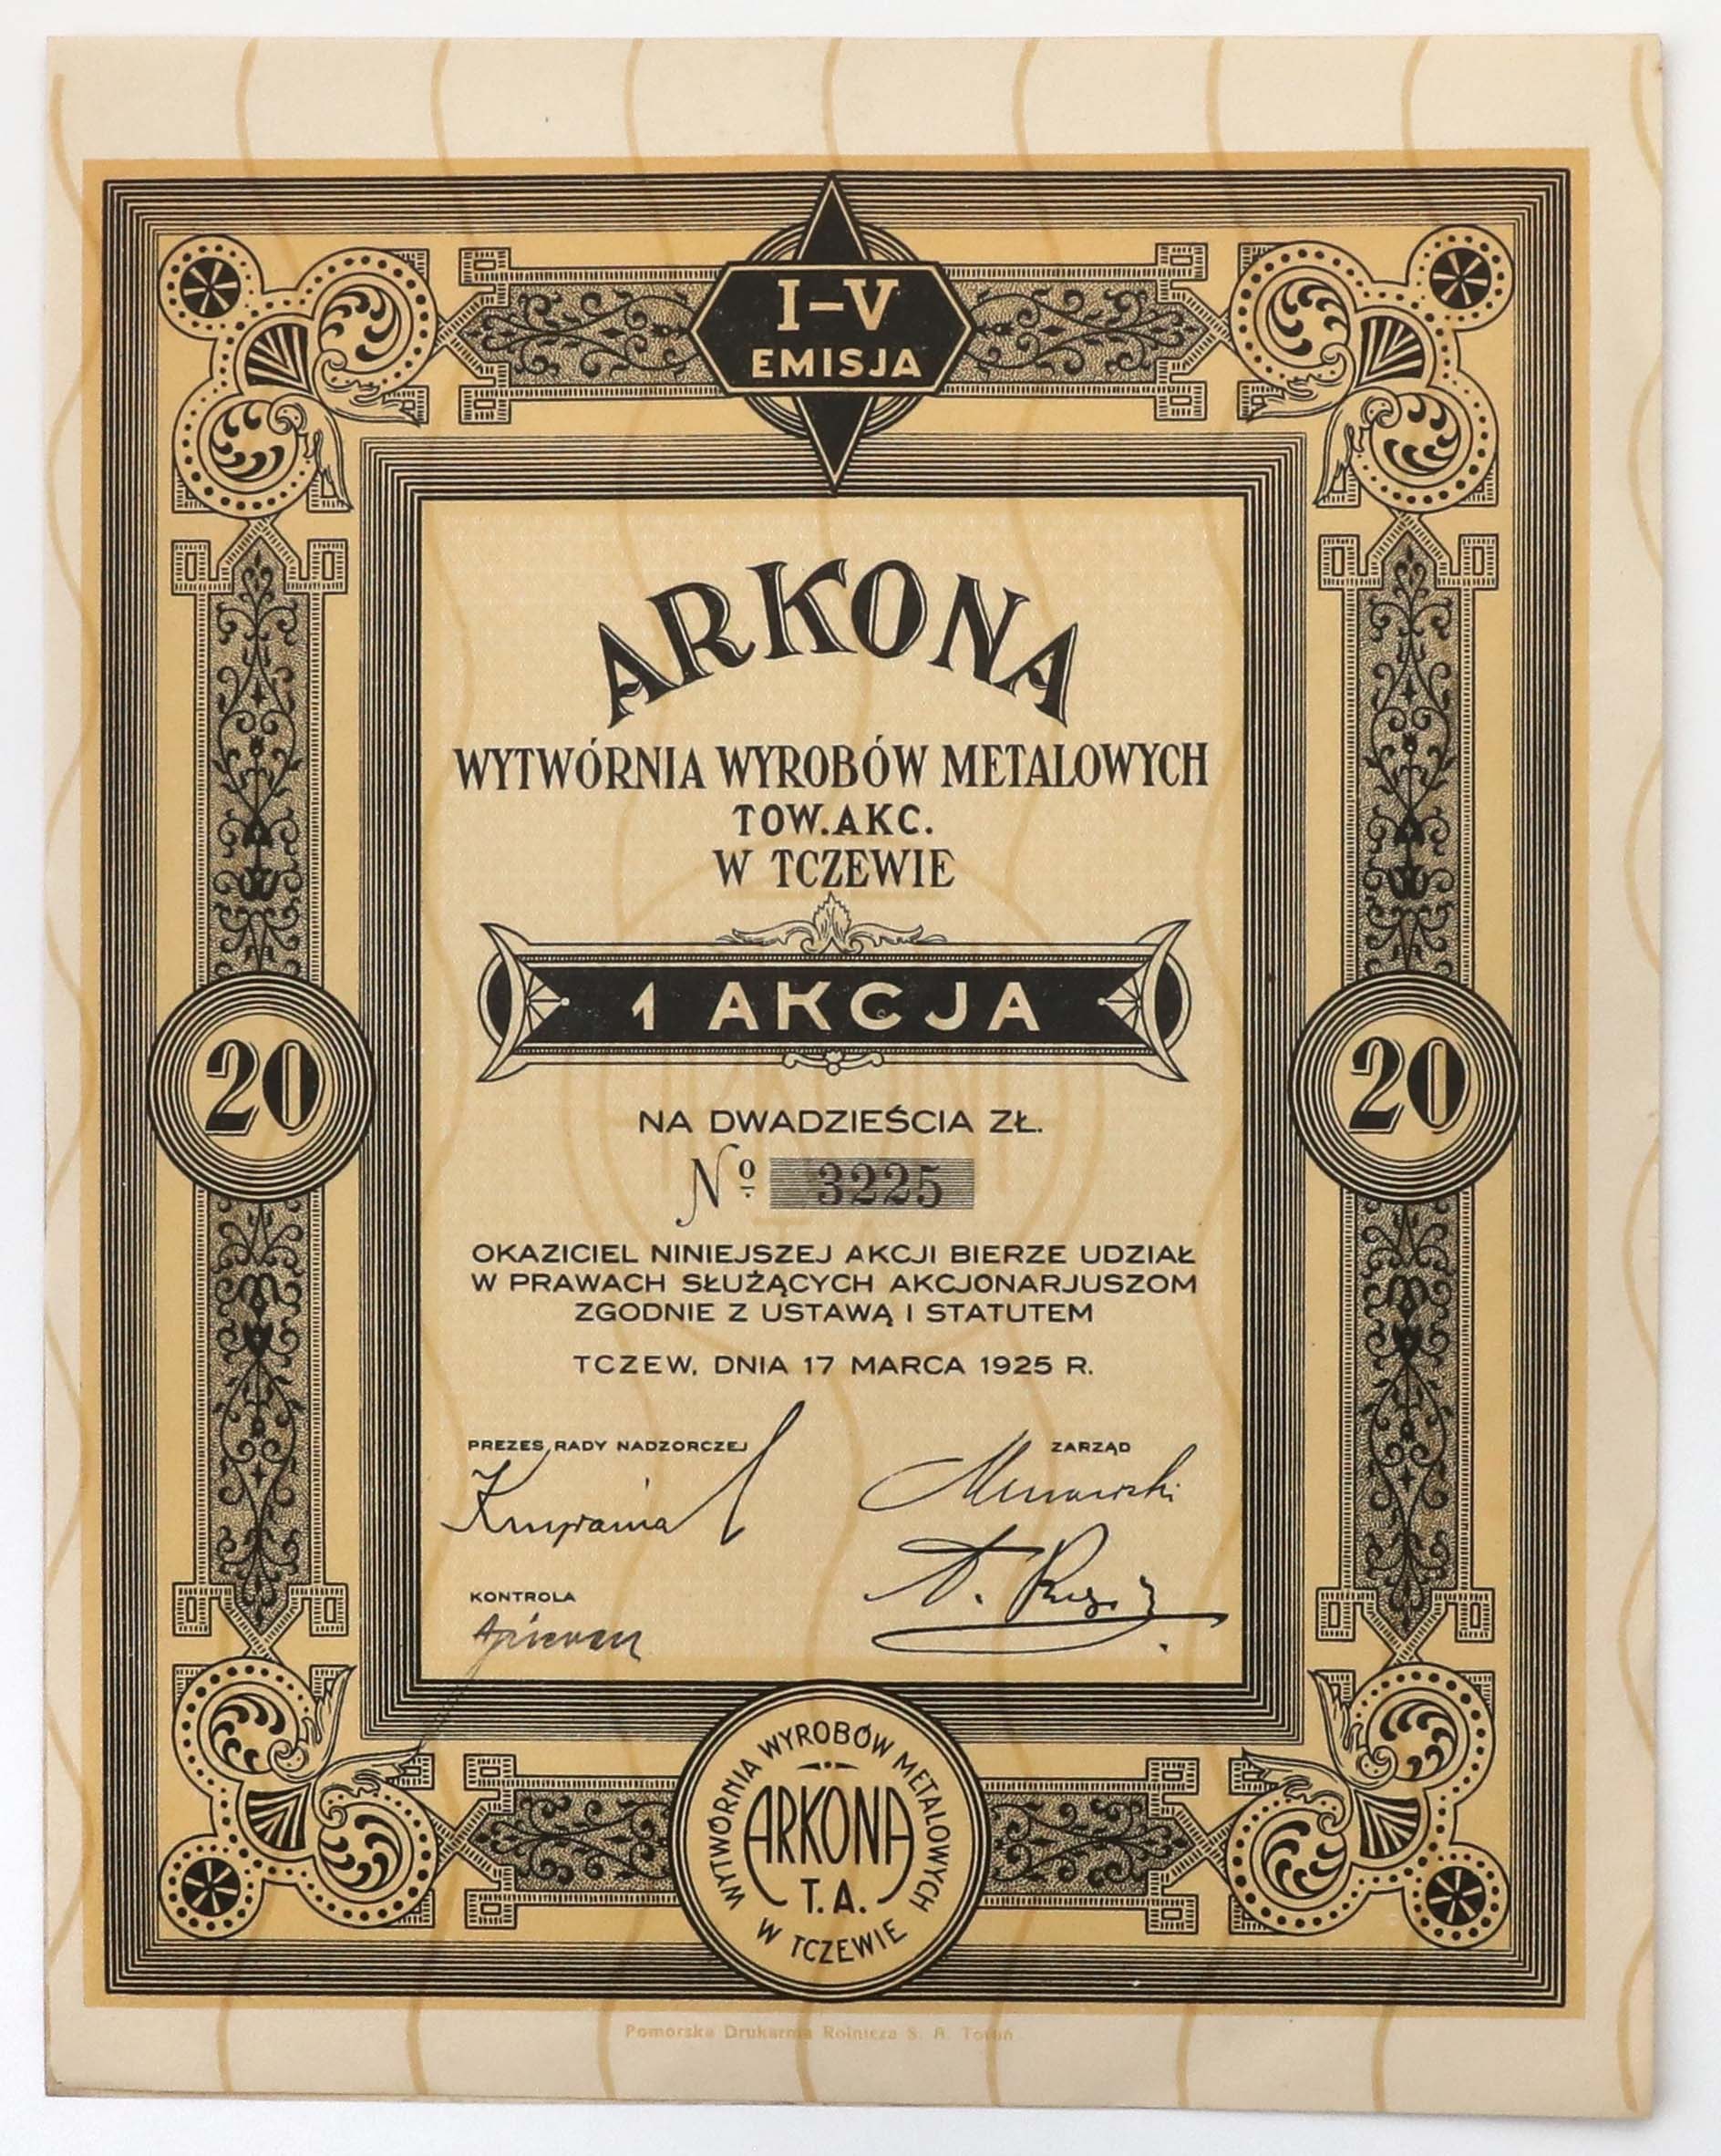 I-V
EMISJA
ARKONA
WYTWÓRNIA WYROBÓW METALOWYCH
TOW. AKC.
W TCZEWIE
1 AKCJA
20
20
NA DWADZIEŚCIA ZŁ.
No 3225
OKAZICIEL NINIEJSZEJ AKCJI BIERZE UDZIAŁ
W PRAWACH SŁUŻĄCYCH AKCJONARJUSZOM
ZGODNIE Z USTAWĄ I STATUTEM
TCZEW, DNIA 17 MARCA 1925 R.
PREZES RADY NADZORCZEJ
ZARZĄD
KONTROLA
WYTWÓRNIA WYROBÓW METALOWYCH
ARKONA
T. A.
W TCZEWIE
Pomorska Drukarnia Rolnicza S. A. Toruń